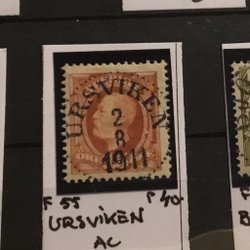 URSVIKEN
2
8
1911
F 55 P 40-
URSVIKEN
AC